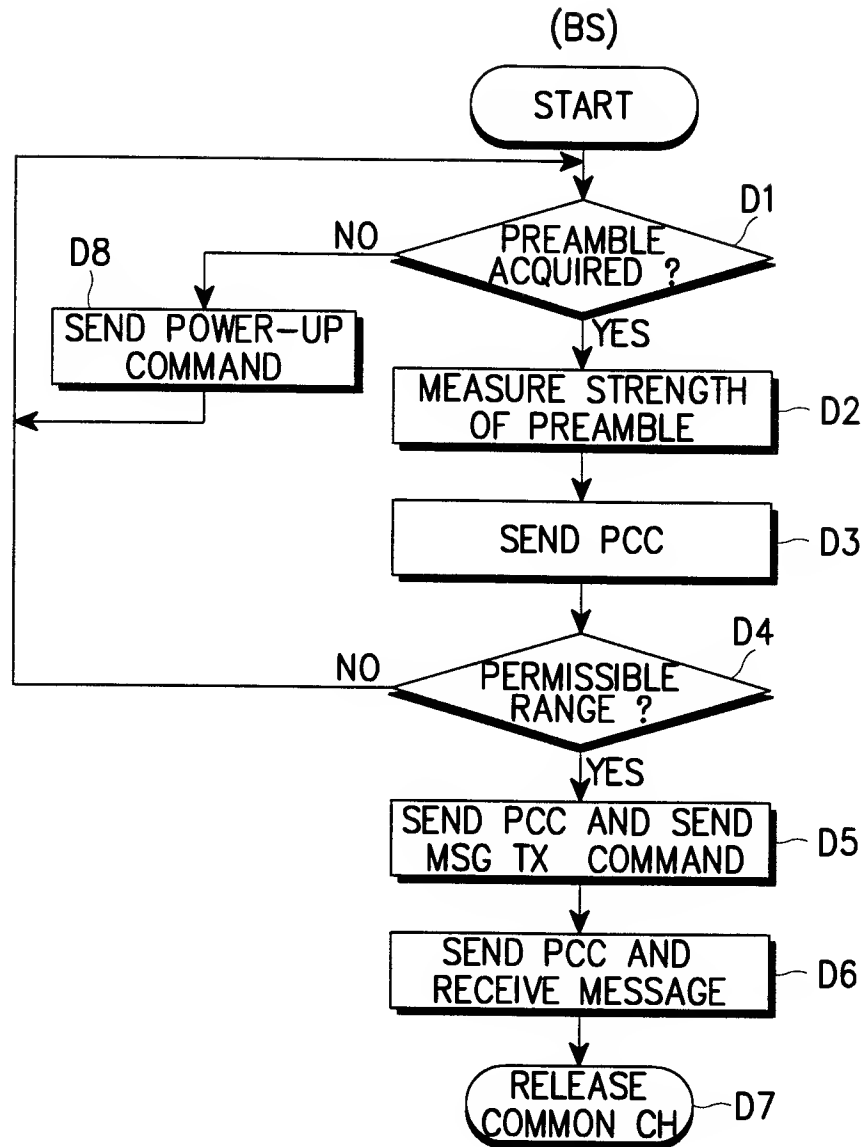 (BS)
START
D1
NO
PREAMBLE
ACQUIRED ?
D8
YES
SEND POWER-UP
COMMAND
MEASURE STRENGTH
OF PREAMBLE
D2
SEND PCC
D3
D4
NO
PERMISSIBLE
RANGE ?
YES
SEND PCC AND SEND
MSG TX COMMAND
D5
SEND PCC AND
RECEIVE MESSAGE
D6
RELEASE
COMMON CH
D7